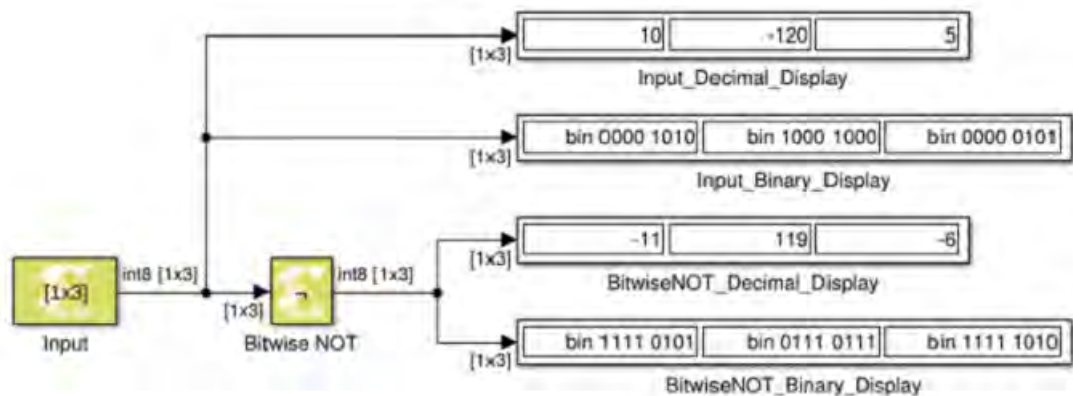 10 -120 5
[1x3]
Input_Decimal_Display
bin 0000 1010 bin 1000 1000 bin 0000 0101
[1x3]
Input_Binary_Display
-11 119 -6
[1x3]
BitwiseNOT_Decimal_Display
[1x3] int8 [1x3] [1x3] ¬ int8 [1x3]
Input Bitwise NOT
bin 1111 0101 bin 0111 0111 bin 1111 1010
[1x3]
BitwiseNOT_Binary_Display